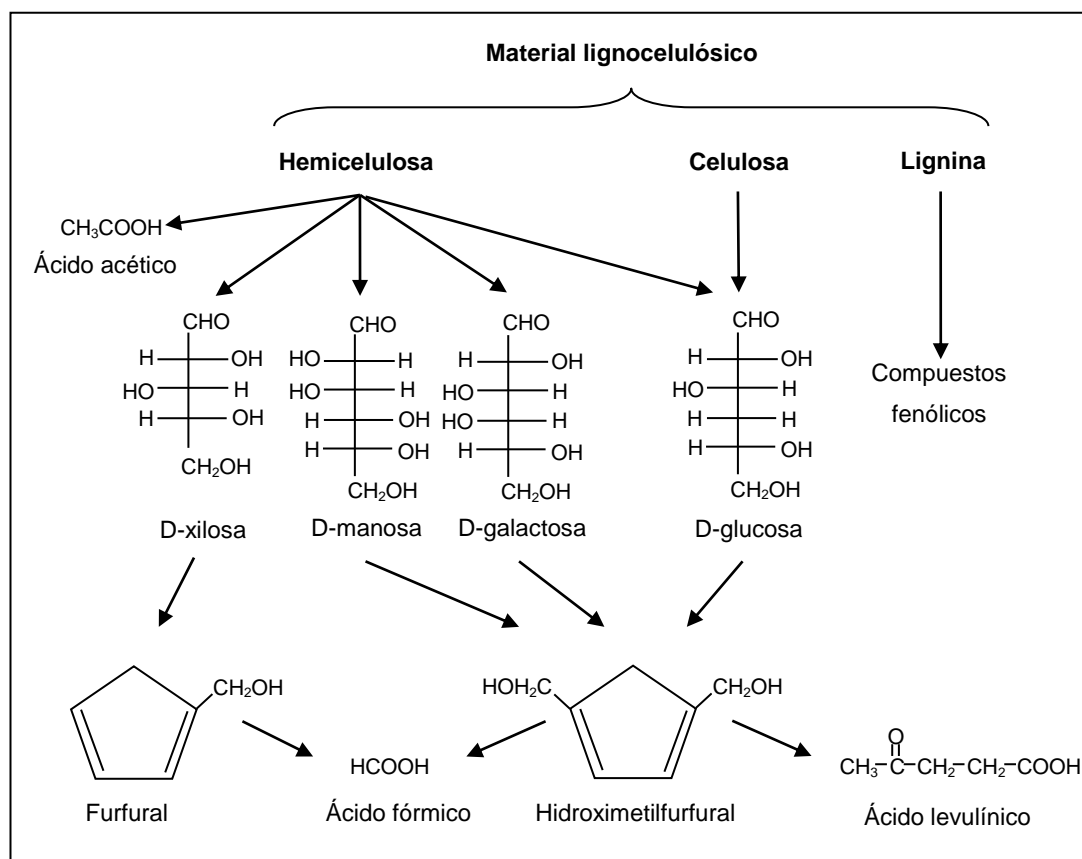 Material lignocelulósico
Hemicelulosa
Celulosa
Lignina
CH₃COOH
Ácido acético
CHO
H
OH
HO
H
H
OH
CH₂OH
D-xilosa
CHO
HO
H
HO
H
H
OH
H
OH
CH₂OH
D-manosa
CHO
H
OH
HO
H
HO
H
H
OH
CH₂OH
D-galactosa
CHO
H
OH
HO
H
H
H
H
OH
CH₂OH
D-glucosa
Compuestos
fenólicos
CH₂OH
Furfural
HCOOH
Ácido fórmico
HOH₂C
CH₂OH
Hidroximetilfurfural
O
CH₃-C-CH₂-CH₂-COOH
Ácido levulínico